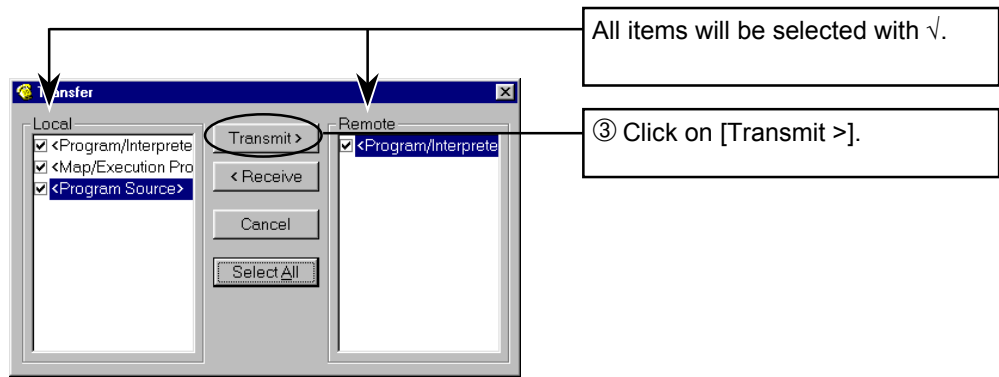 All items will be selected with √.
Transfer
Local
<Program/Interprete
<Map/Execution Pro
<Program Source>
Transmit >
< Receive
Cancel
Select All
Remote
<Program/Interprete
③ Click on [Transmit >].